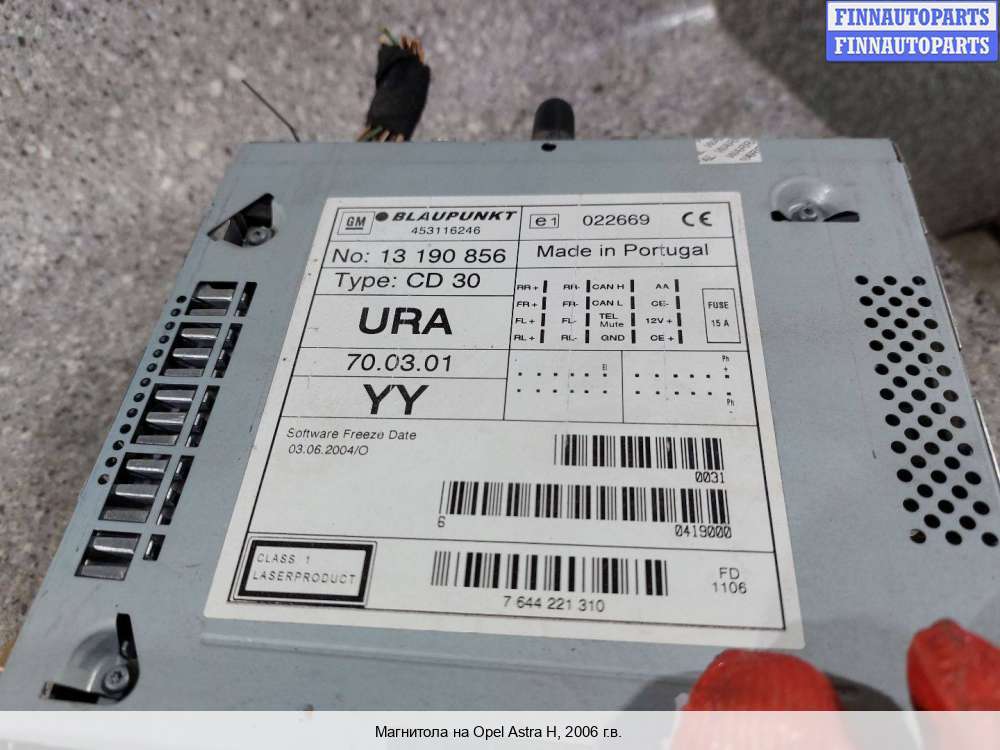 FINNAUTOPARTS
FINNAUTOPARTS
GM BLAUPUNKT
453116246
e1 022669 CE
No: 13 190 856
Made in Portugal
Type: CD 30
URA
70.03.01
YY
RR+ RR- CAN H AA
FR+ FR- CAN L CE-
FL+ FL- TEL Mute 12V+
RL+ RL- GND CE+
FUSE
15 A
El
Ph
+
Ph
-
Software Freeze Date
03.06.2004/O
0031
6 0419000
CLASS 1
LASERPRODUCT
7 644 221 310
FD
1106
Магнитола на Opel Astra H, 2006 г.в.